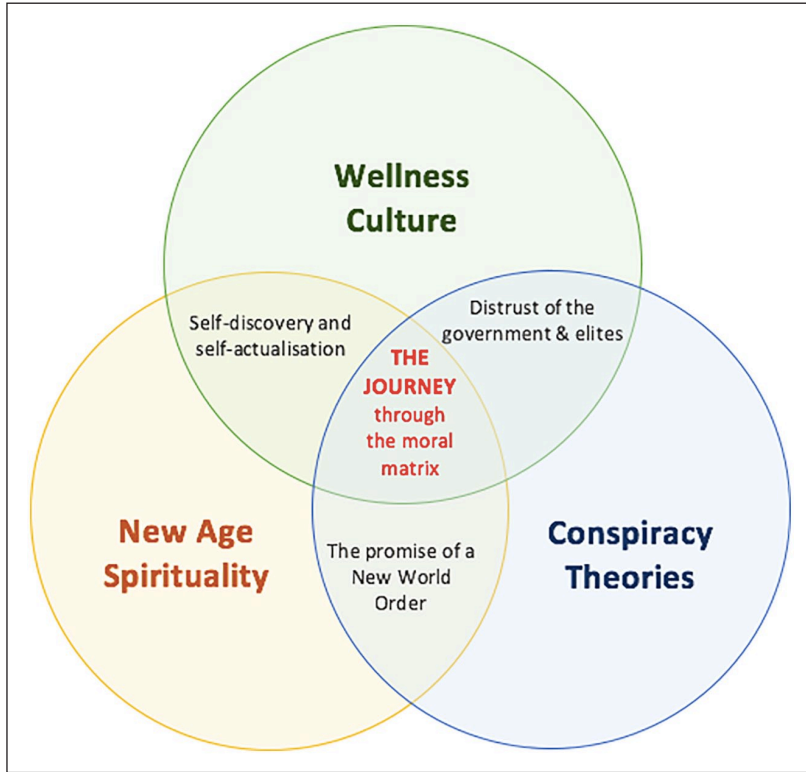 Wellness
Culture
Self-discovery and
self-actualisation
Distrust of the
government & elites
THE
JOURNEY
through
the moral
matrix
New Age
Spirituality
The promise of a
New World
Order
Conspiracy
Theories